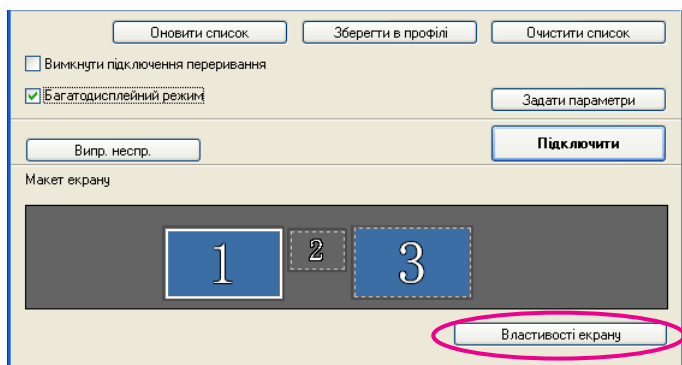 Оновити список Зберегти в профілі Очистити список
Вимкнути підключення переривання
Багатодисплейний режим
Задати параметри
Випр. неспр. Підключити
Макет екрану
1 2 3
Властивості екрану